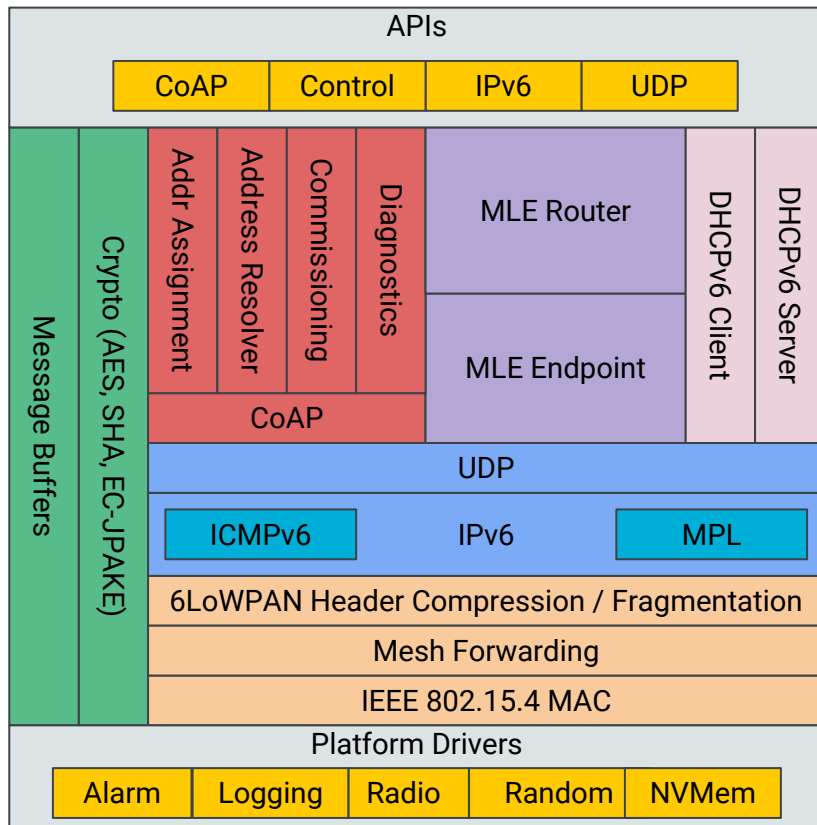 APIs
CoAP
Control
IPv6
UDP
Message Buffers
Crypto (AES, SHA, EC-JPAKE)
Addr Assignment
Address Resolver
Commissioning
Diagnostics
CoAP
MLE Router
MLE Endpoint
DHCPv6 Client
DHCPv6 Server
UDP
ICMPv6
IPv6
MPL
6LoWPAN Header Compression / Fragmentation
Mesh Forwarding
IEEE 802.15.4 MAC
Platform Drivers
Alarm
Logging
Radio
Random
NVMem